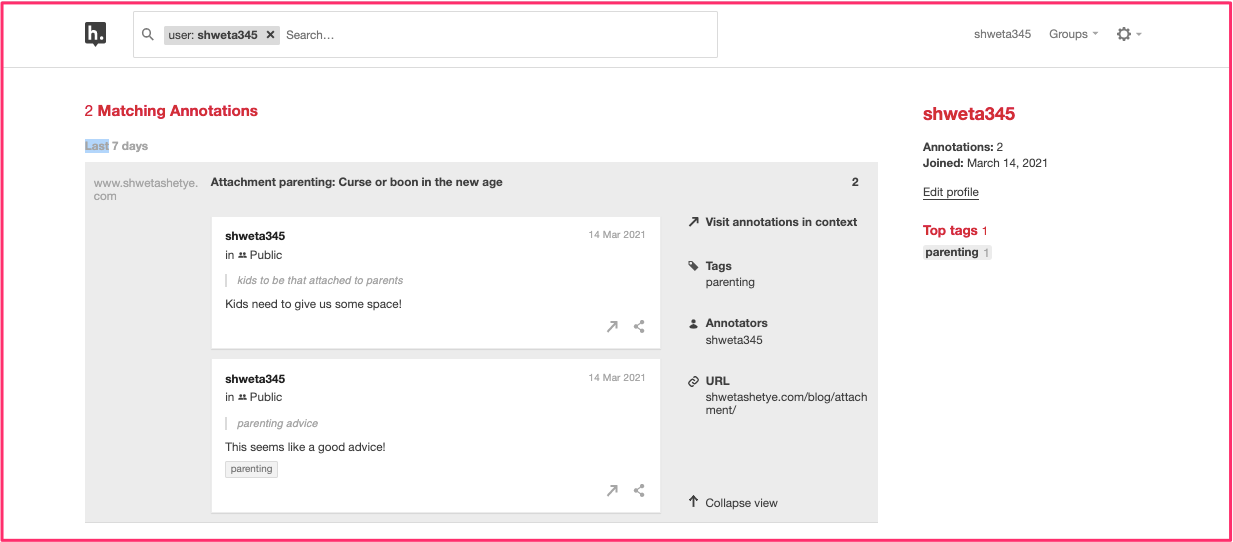 h.
user: shweta345 ✕ Search…
shweta345 Groups
2 Matching Annotations
Last 7 days
www.shwetashetye.
com
Attachment parenting: Curse or boon in the new age
2
shweta345
14 Mar 2021
in Public
kids to be that attached to parents
Kids need to give us some space!
shweta345
14 Mar 2021
in Public
parenting advice
This seems like a good advice!
parenting
Visit annotations in context
Tags
parenting
Annotators
shweta345
URL
shwetashetye.com/blog/attach
ment/
Collapse view
shweta345
Annotations: 2
Joined: March 14, 2021
Edit profile
Top tags 1
parenting 1